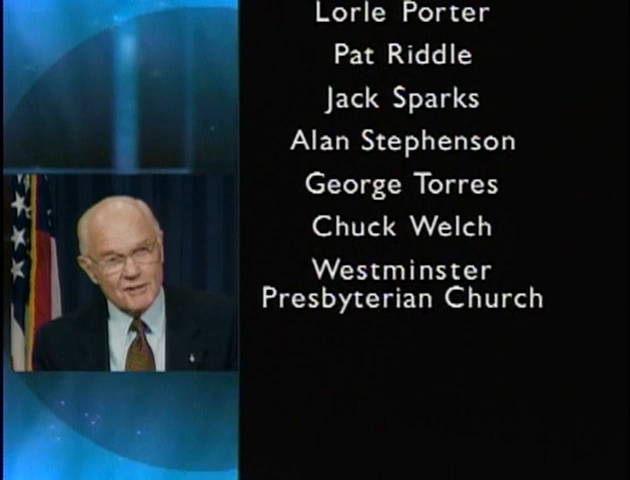 Lorle Porter
Pat Riddle
Jack Sparks
Alan Stephenson
George Torres
Chuck Welch
Westminster
Presbyterian Church